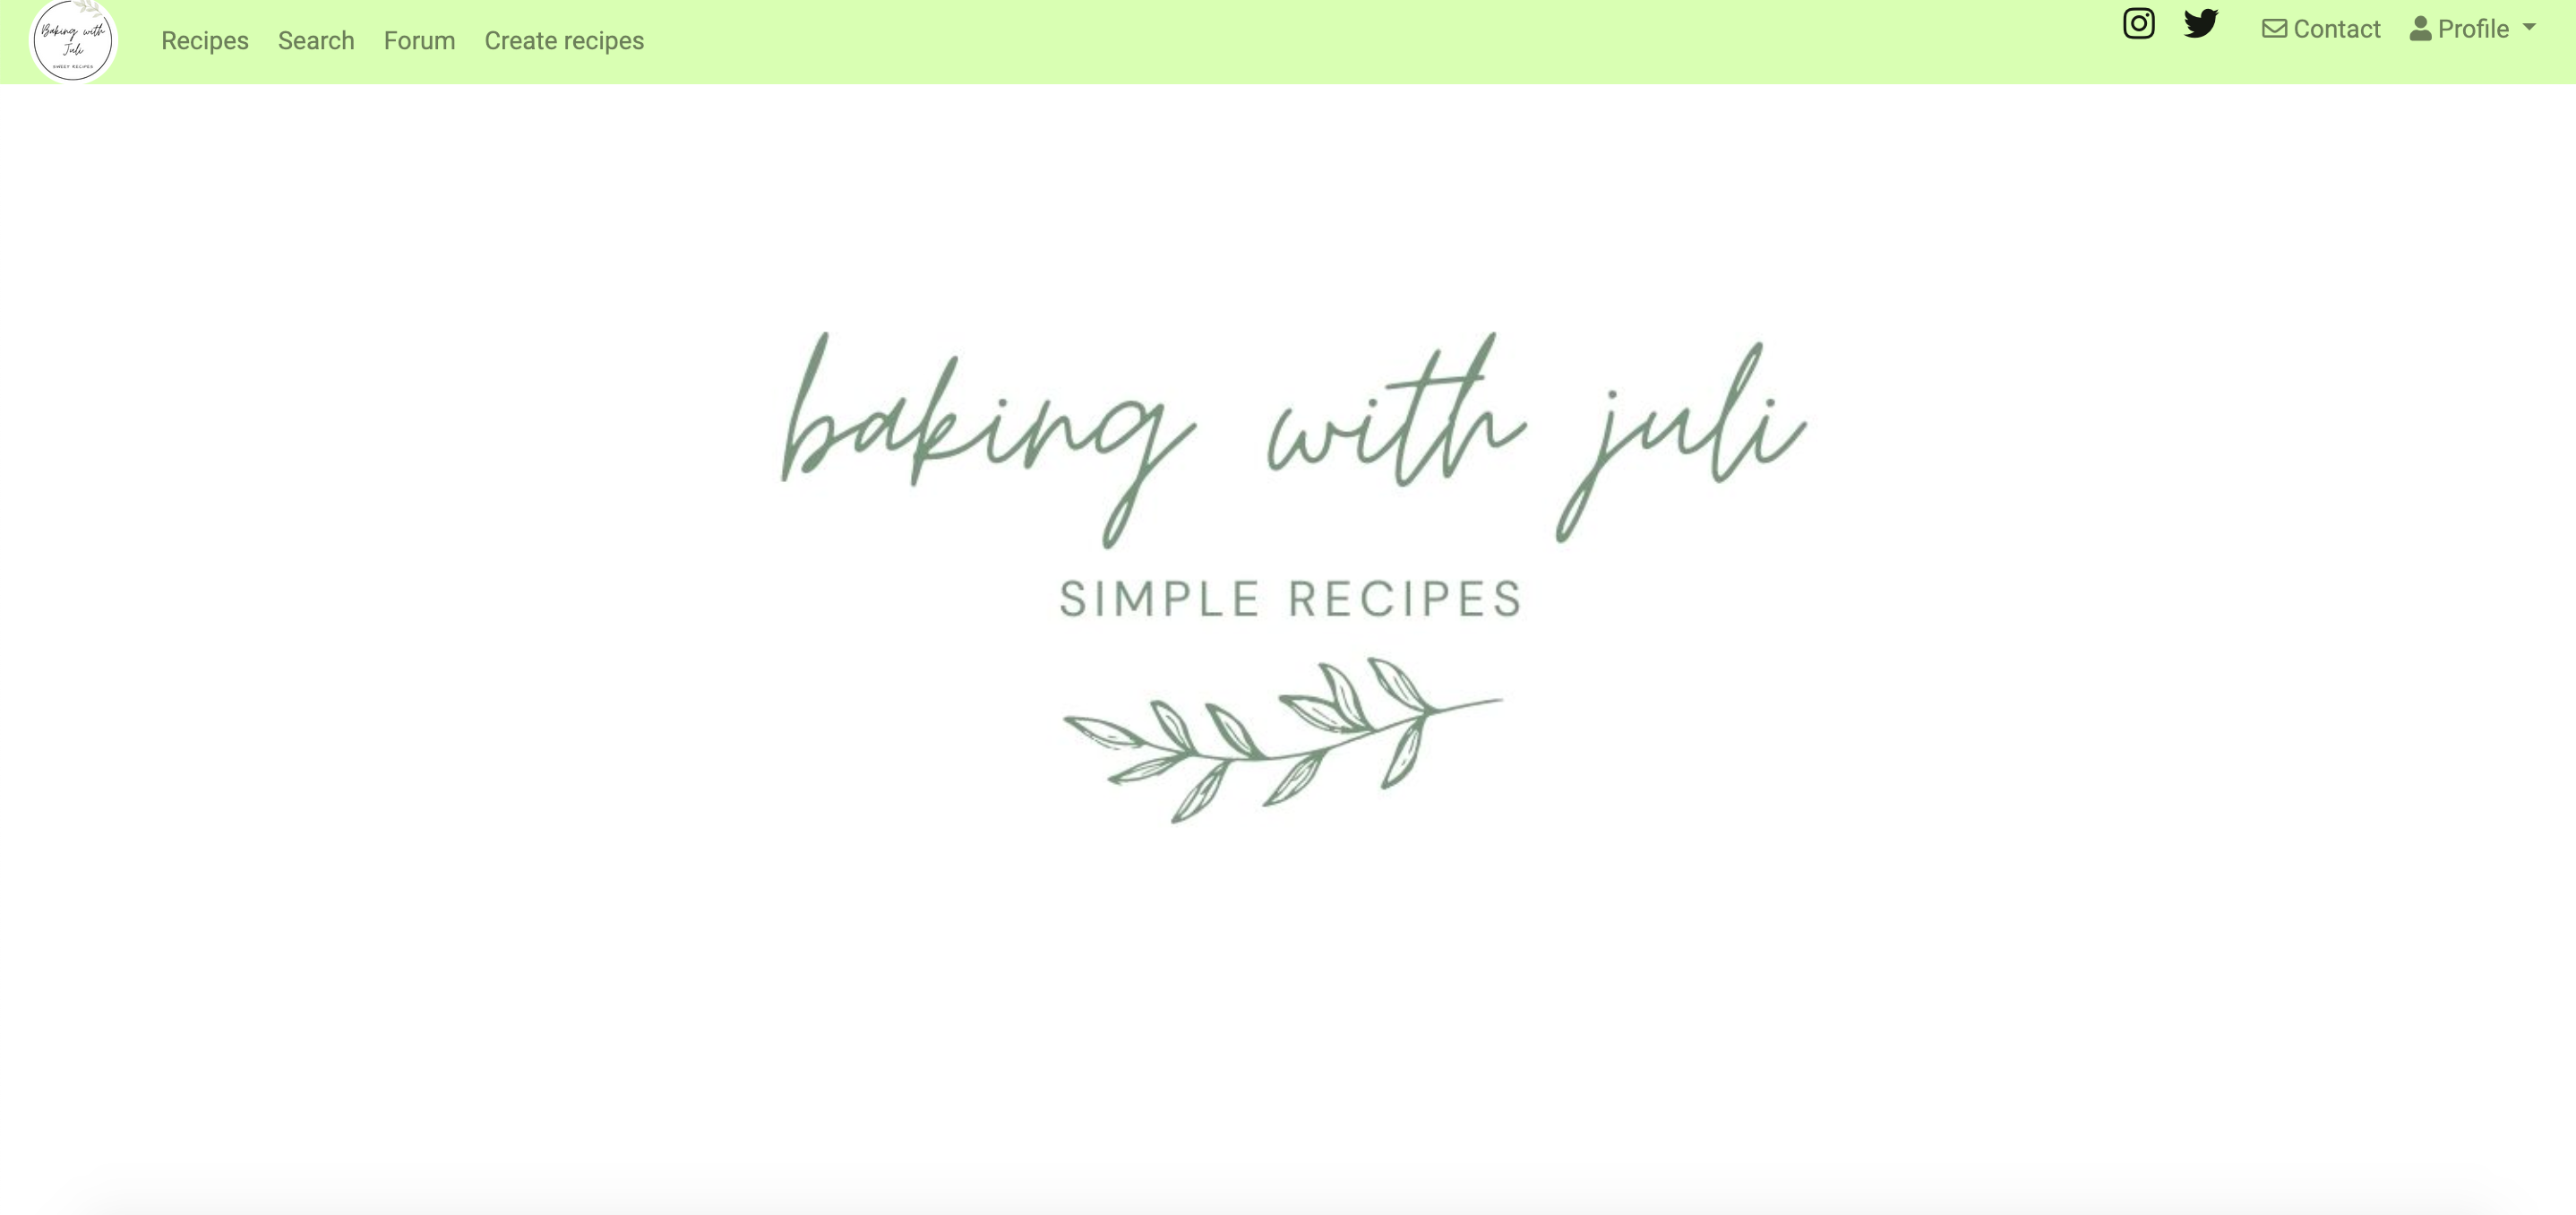 Baking with
Juli
SWEET RECIPES
Recipes Search Forum Create recipes Contact Profile
baking with juli
SIMPLE RECIPES